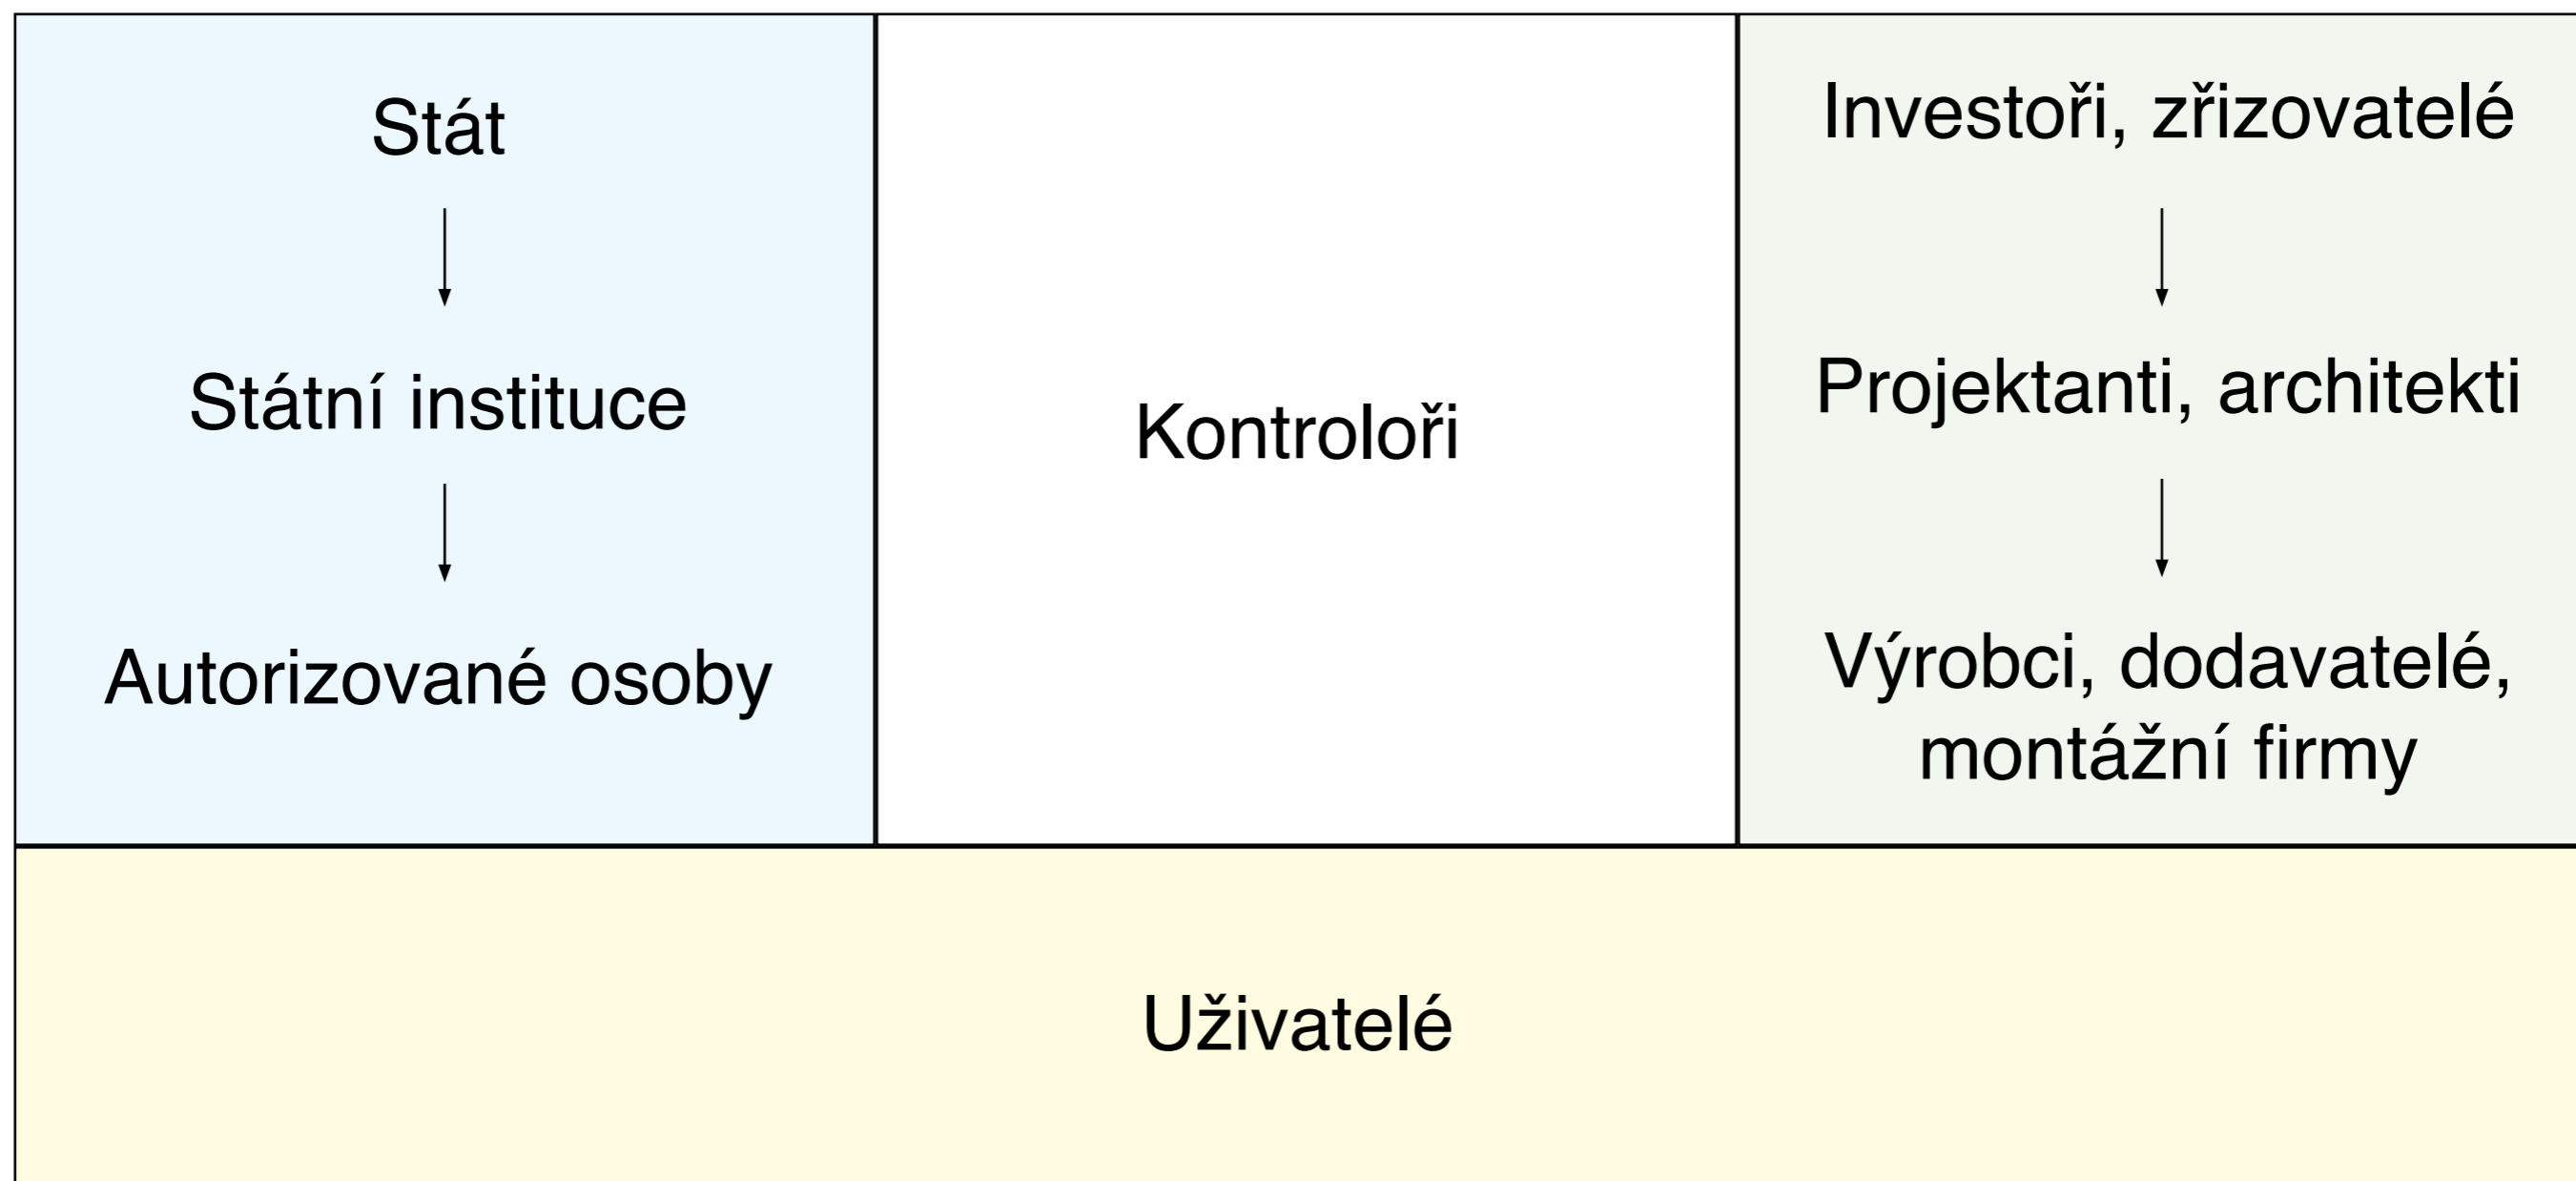 Stát
Státní instituce
Autorizované osoby
Kontroloři
Investoři, zřizovatelé
Projektanti, architekti
Výrobci, dodavatelé,
montážní firmy
Uživatelé